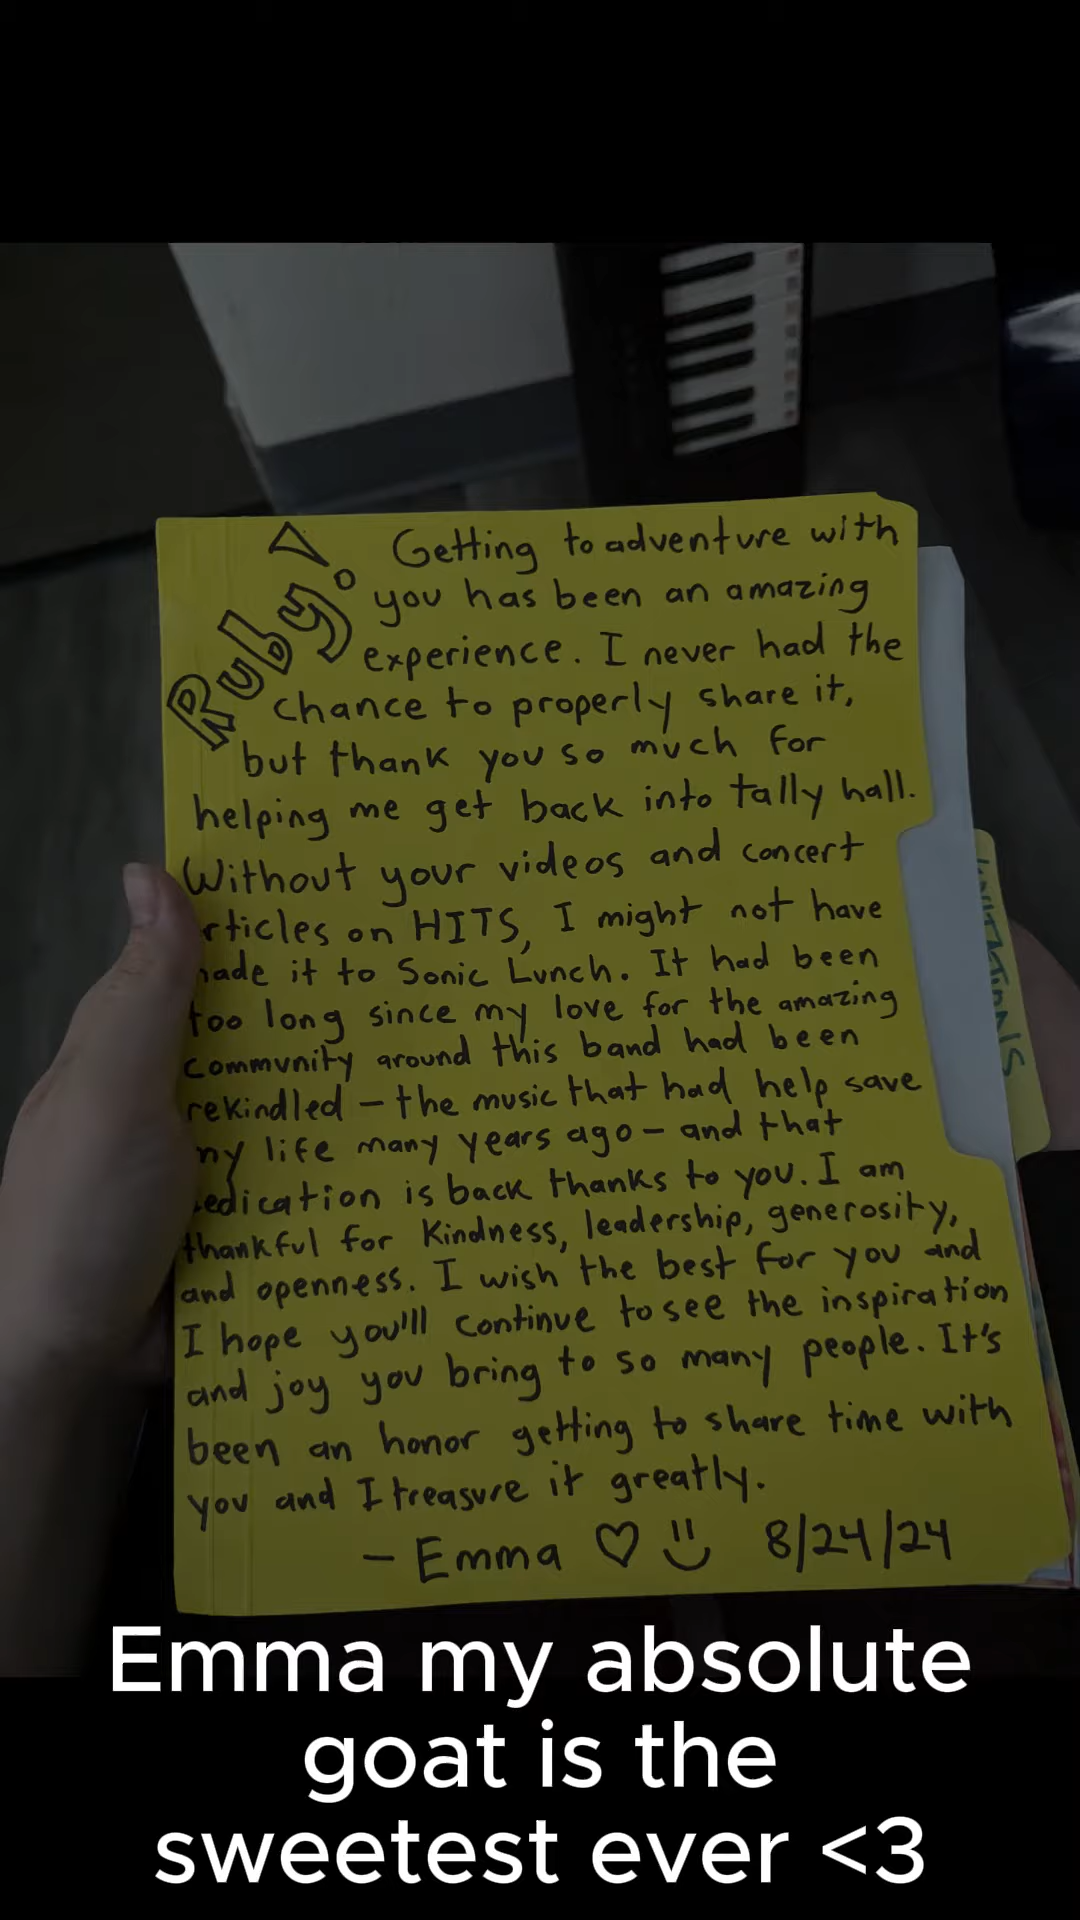 Ruby!
Getting to adventure with
you has been an amazing
experience. I never had the
chance to properly share it,
but thank you so much for
helping me get back into tally hall.
Without your videos and concert
rticles on HITS, I might not have
ade it to Sonic Lunch. It had been
too long since my love for the amazing
community around this band had been
rekindled - the music that had help save
my life many years ago - and that
edication is back thanks to you. I am
thankful for Kindness, leadership, generosity,
and openness. I wish the best for you and
I hope you'll continue to see the inspiration
and joy you bring to so many people. It's
been an honor getting to share time with
you and I treasure it greatly.
- Emma ♡ :) 8/24/24
Emma my absolute
goat is the
sweetest ever <3